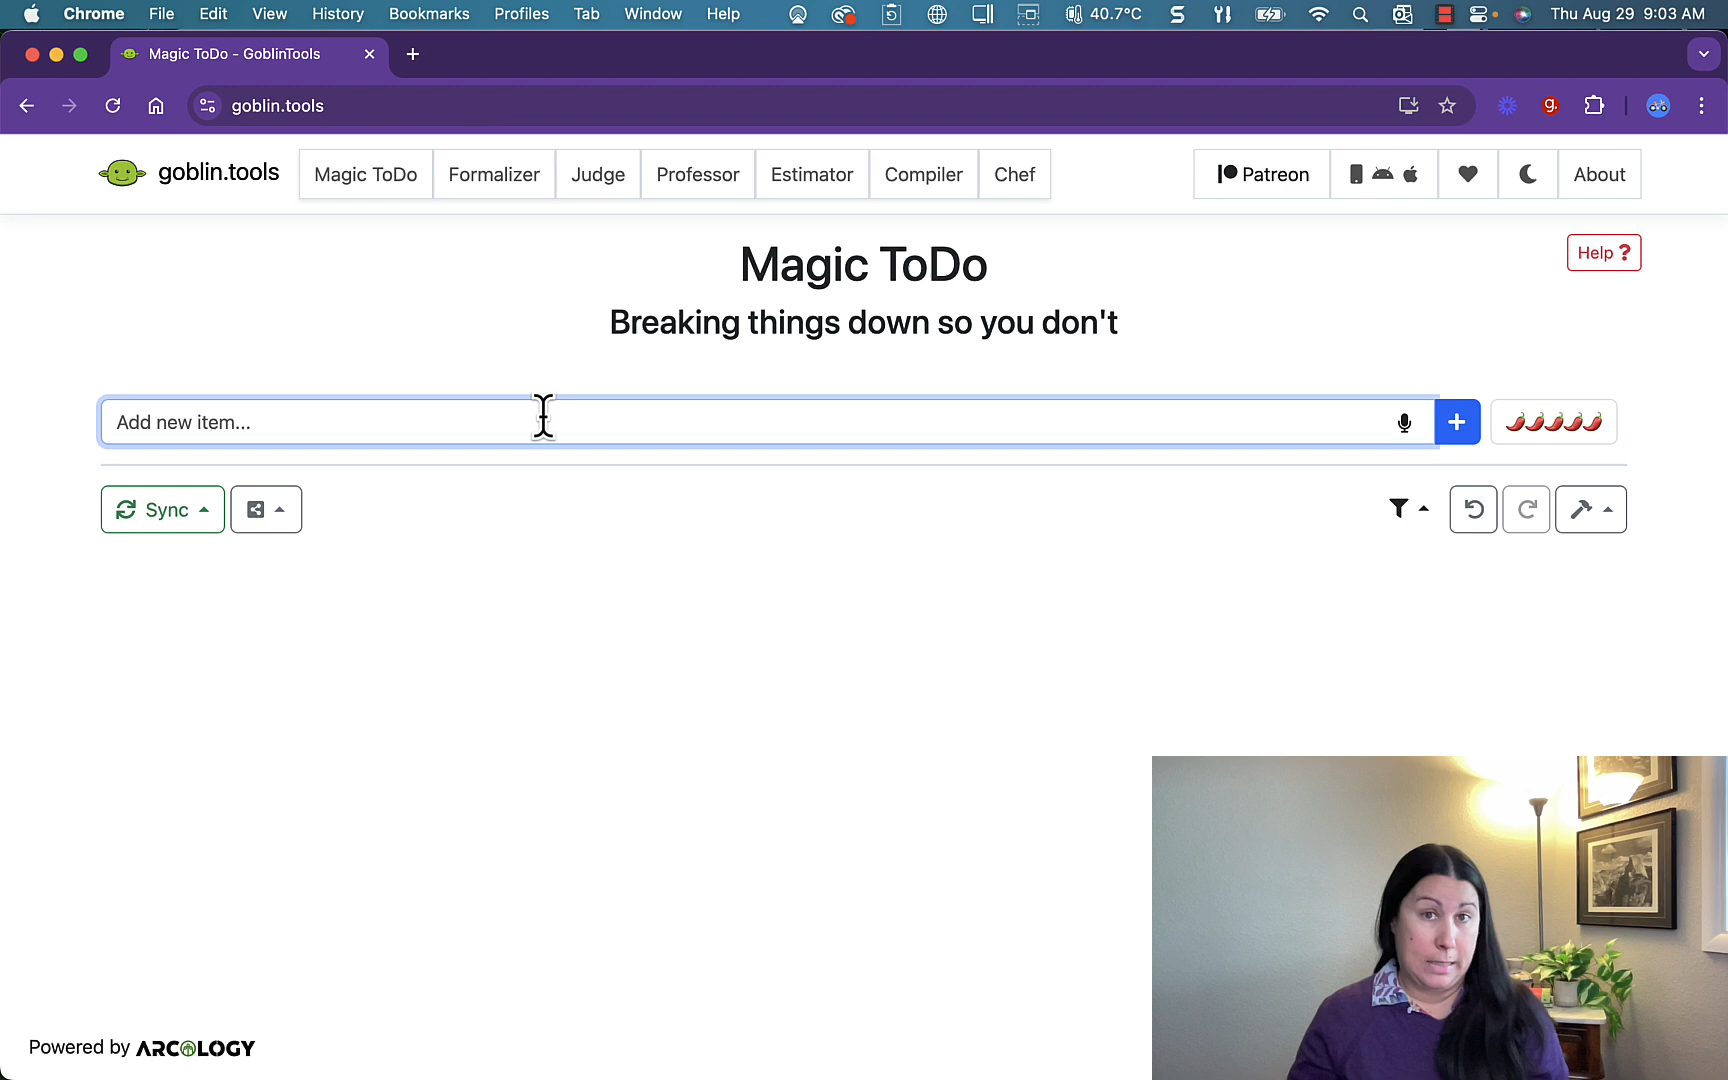 Chrome File Edit View History Bookmarks Profiles Tab Window Help 40.7°C Thu Aug 29 9:03 AM
Magic ToDo - GoblinTools
goblin.tools
goblin.tools Magic ToDo Formalizer Judge Professor Estimator Compiler Chef Patreon About
Magic ToDo
Help ?
Breaking things down so you don't
Add new item...
Sync
Powered by ARCOLOGY